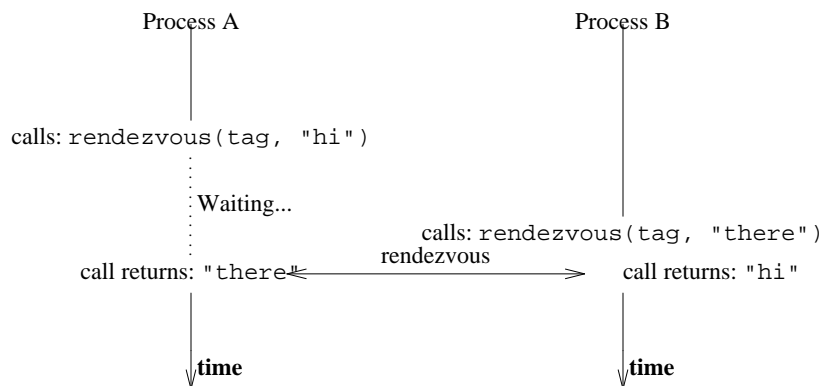 Process A
Process B
calls: rendezvous(tag, "hi")
Waiting...
calls: rendezvous(tag, "there")
rendezvous
call returns: "there"
call returns: "hi"
time
time